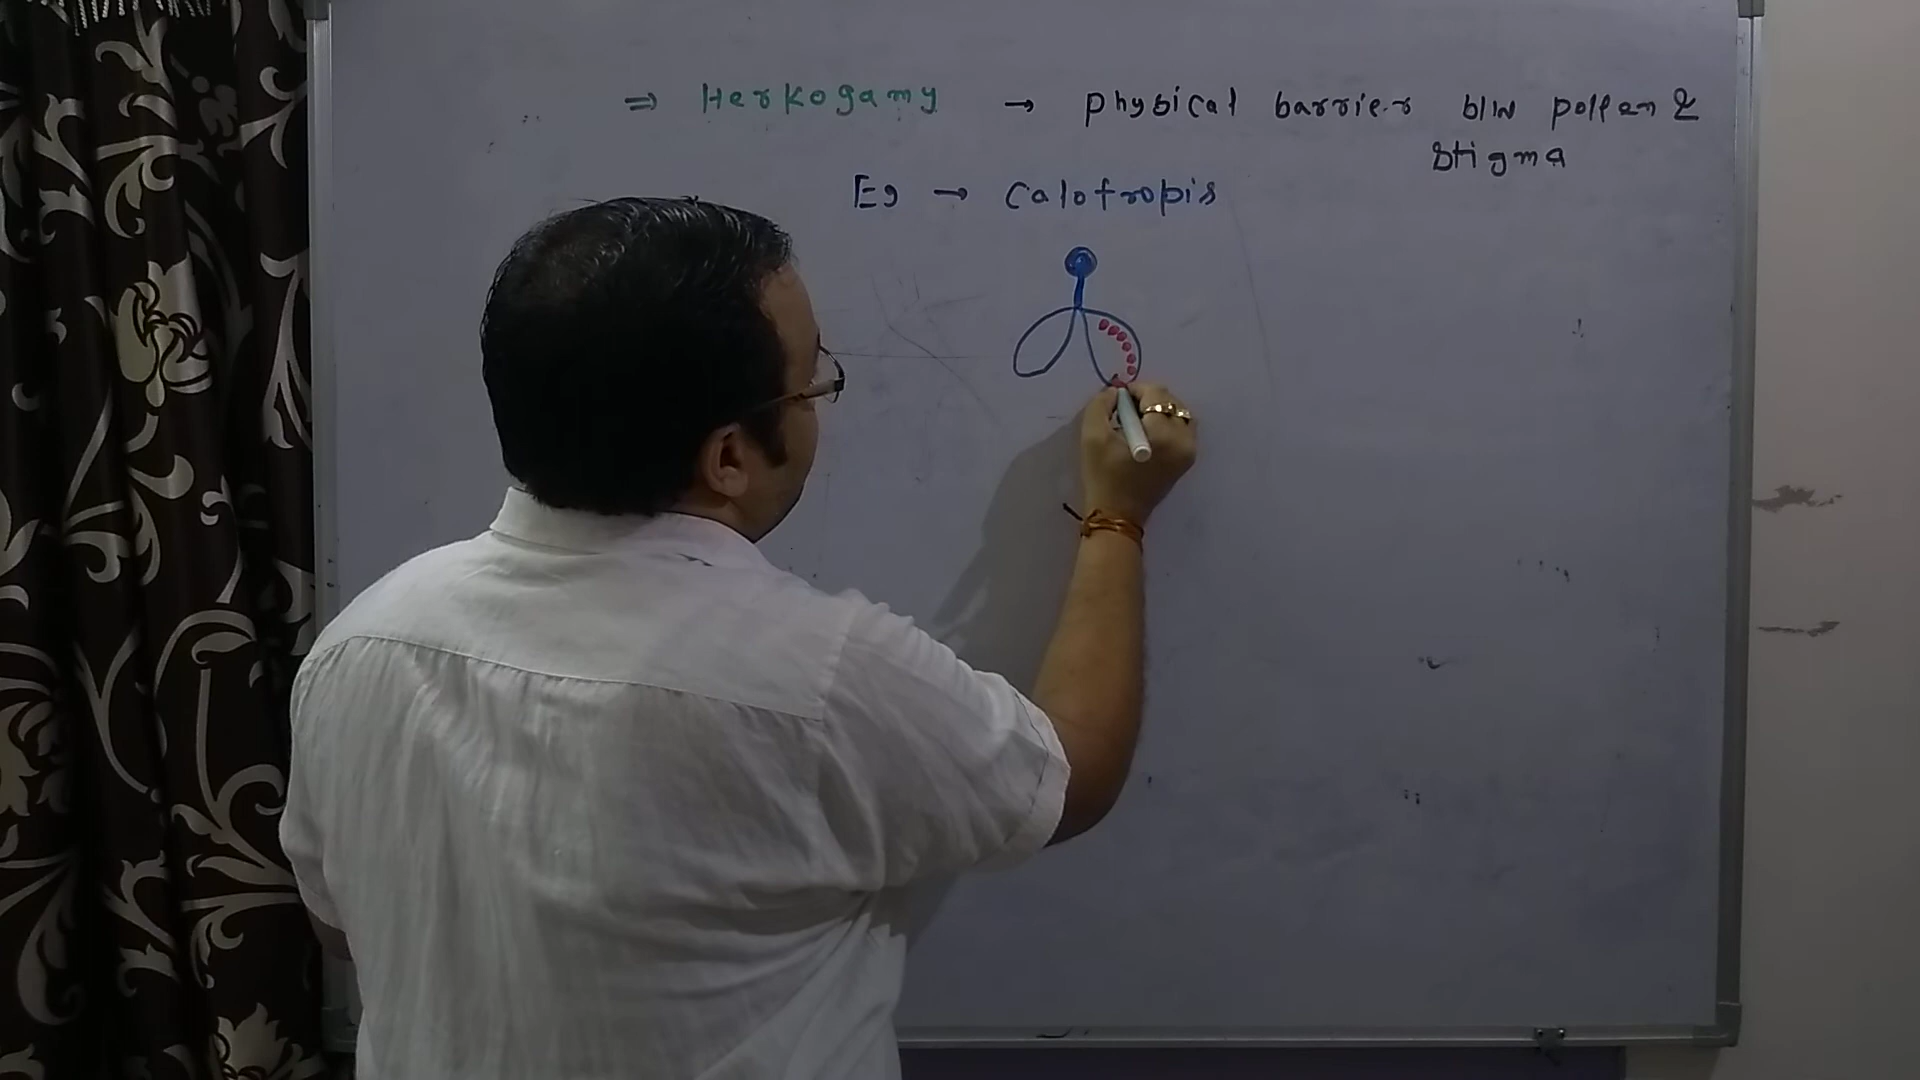 ⇒ Herkogamy → Physical barrier b/w pollen &
Stigma
Eg → Calotropis